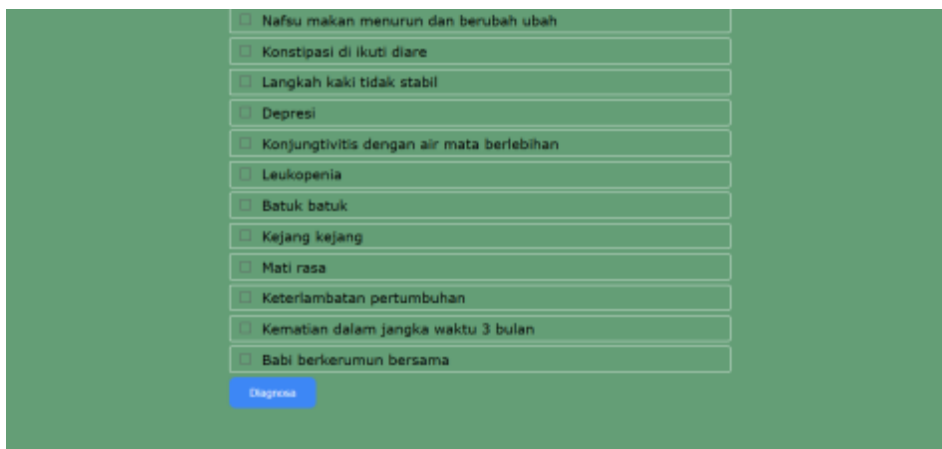 Nafsu makan menurun dan berubah ubah
Konstipasi di ikuti diare
Langkah kaki tidak stabil
Depresi
Konjungtivitis dengan air mata berlebihan
Leukopenia
Batuk batuk
Kejang kejang
Mati rasa
Keterlambatan pertumbuhan
Kematian dalam jangka waktu 3 bulan
Babi berkerumun bersama
Diagnosa